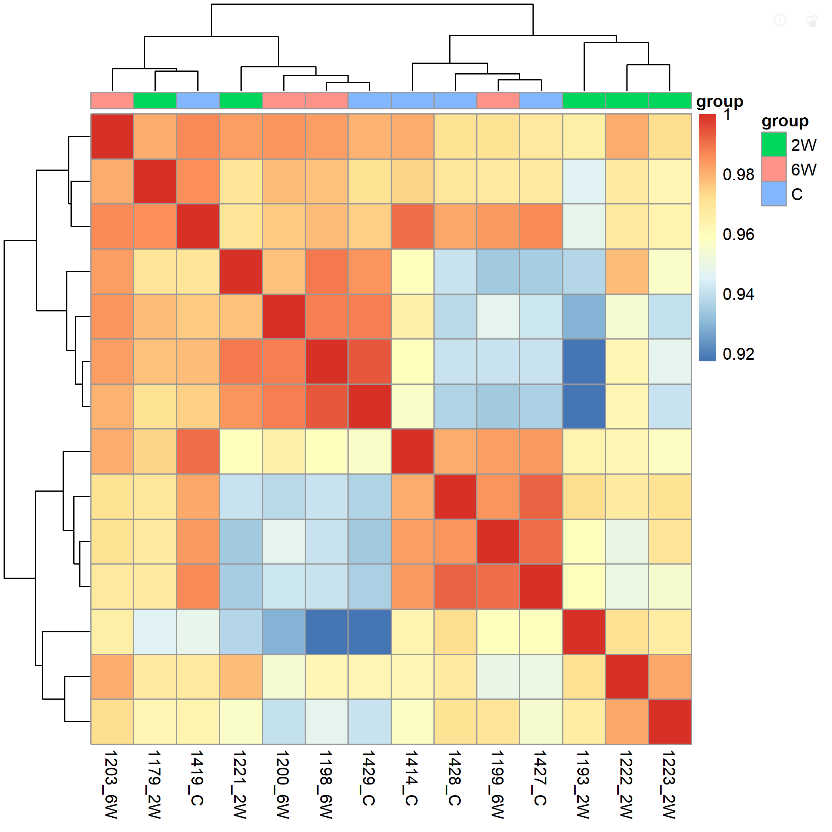 group
1
0.98
0.96
0.94
0.92
group
2W
6W
C
1203_6W
1179_2W
1419_C
1221_2W
1200_6W
1198_6W
1429_C
1414_C
1428_C
1199_6W
1427_C
1193_2W
1222_2W
1223_2W